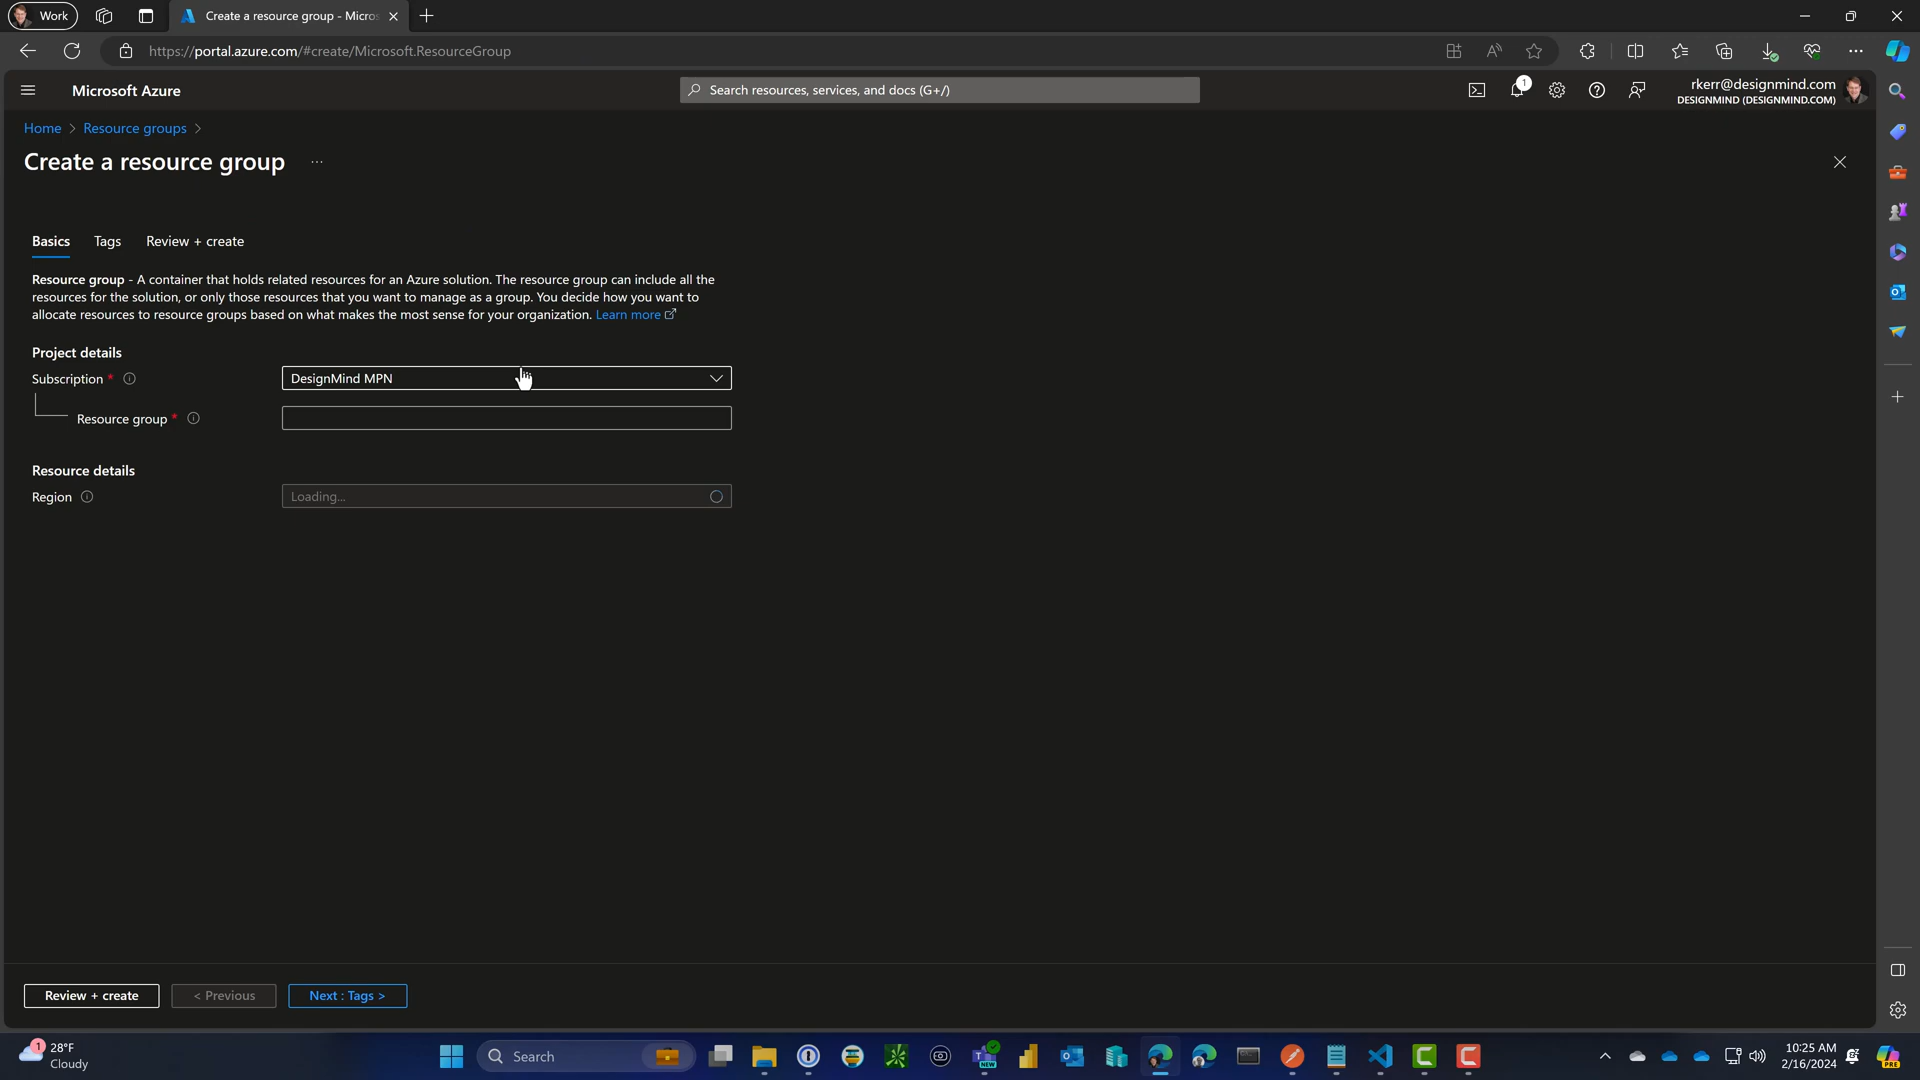 Work
Create a resource group - Micros
https://portal.azure.com/#create/Microsoft.ResourceGroup
Microsoft Azure
Search resources, services, and docs (G+/)
1
rkerr@designmind.com
DESIGNMIND (DESIGNMIND.COM)
Home > Resource groups >
Create a resource group ...
Basics Tags Review + create
Resource group - A container that holds related resources for an Azure solution. The resource group can include all the
resources for the solution, or only those resources that you want to manage as a group. You decide how you want to
allocate resources to resource groups based on what makes the most sense for your organization. Learn more
Project details
Subscription *
DesignMind MPN
Resource group *
Resource details
Region
Loading...
Review + create
< Previous
Next : Tags >
1
28°F
Cloudy
Search
NEW
10:25 AM
2/16/2024
PRE